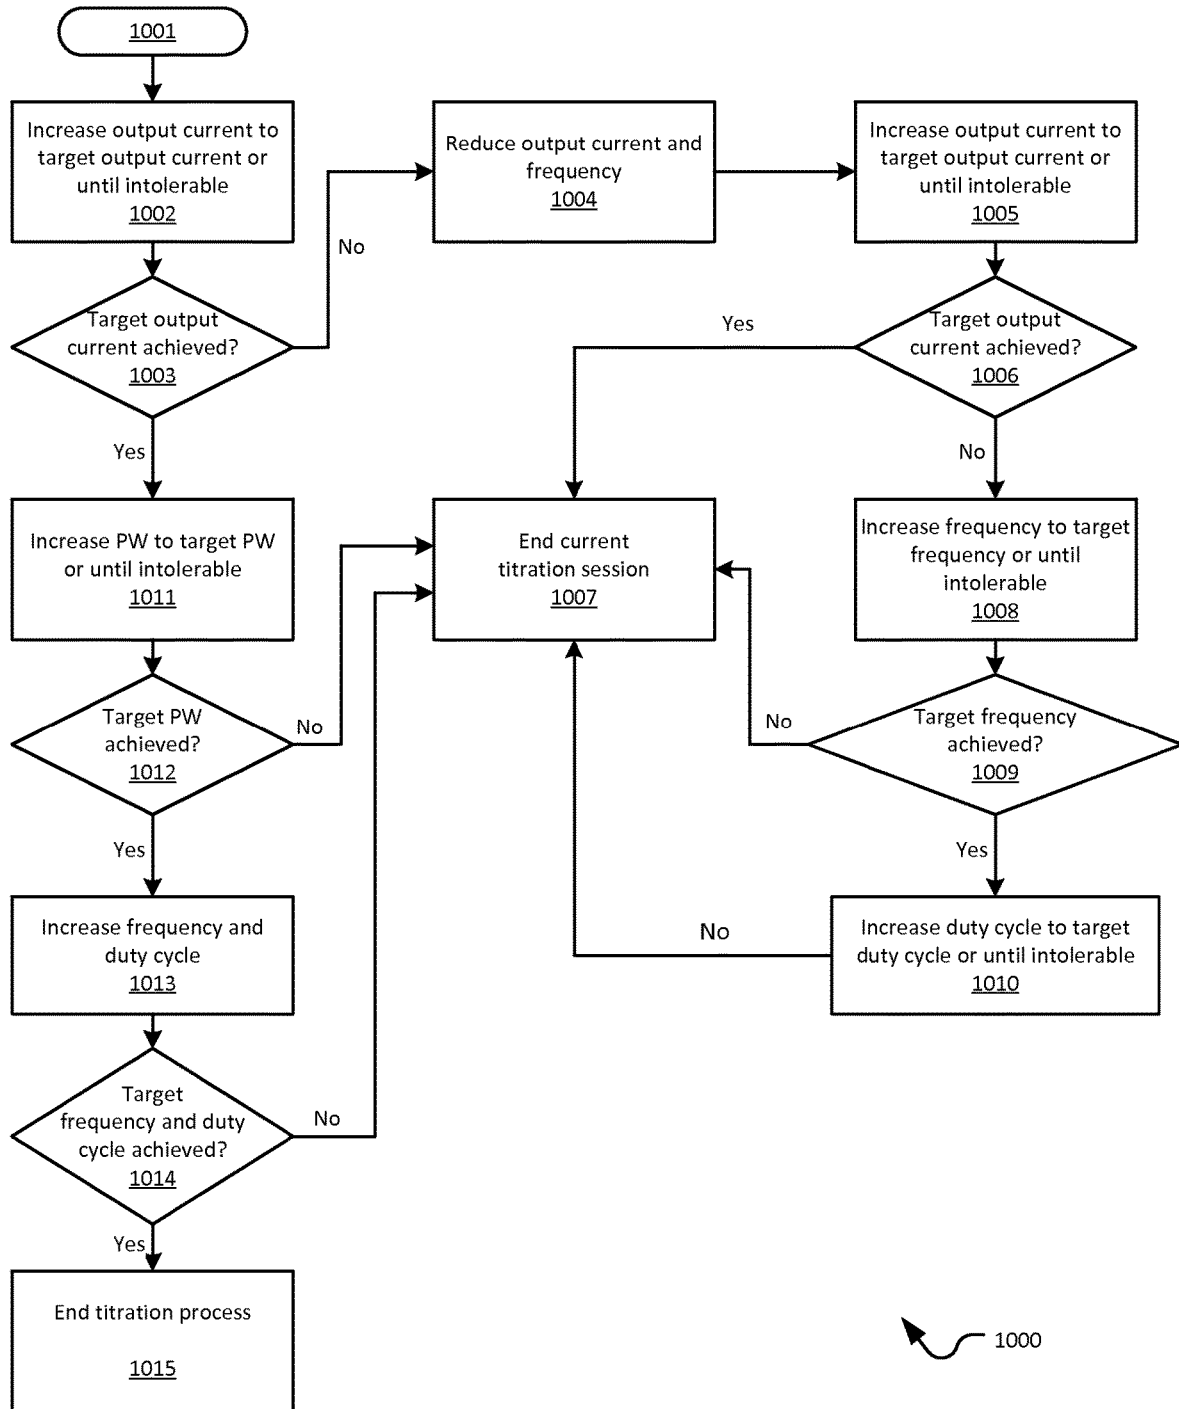 1001
Increase output current to
target output current or
until intolerable
1002
Reduce output current and
frequency
1004
Increase output current to
target output current or
until intolerable
1005
No
Target output
current achieved?
1003
Yes
Target output
current achieved?
1006
Yes
No
Increase PW to target PW
or until intolerable
1011
End current
titration session
1007
Increase frequency to target
frequency or until
intolerable
1008
Target PW
achieved?
1012
No
No
Target frequency
achieved?
1009
Yes
Yes
Increase frequency and
duty cycle
1013
No
Increase duty cycle to target
duty cycle or until intolerable
1010
Target
frequency and duty
cycle achieved?
1014
No
Yes
End titration process
1015
1000